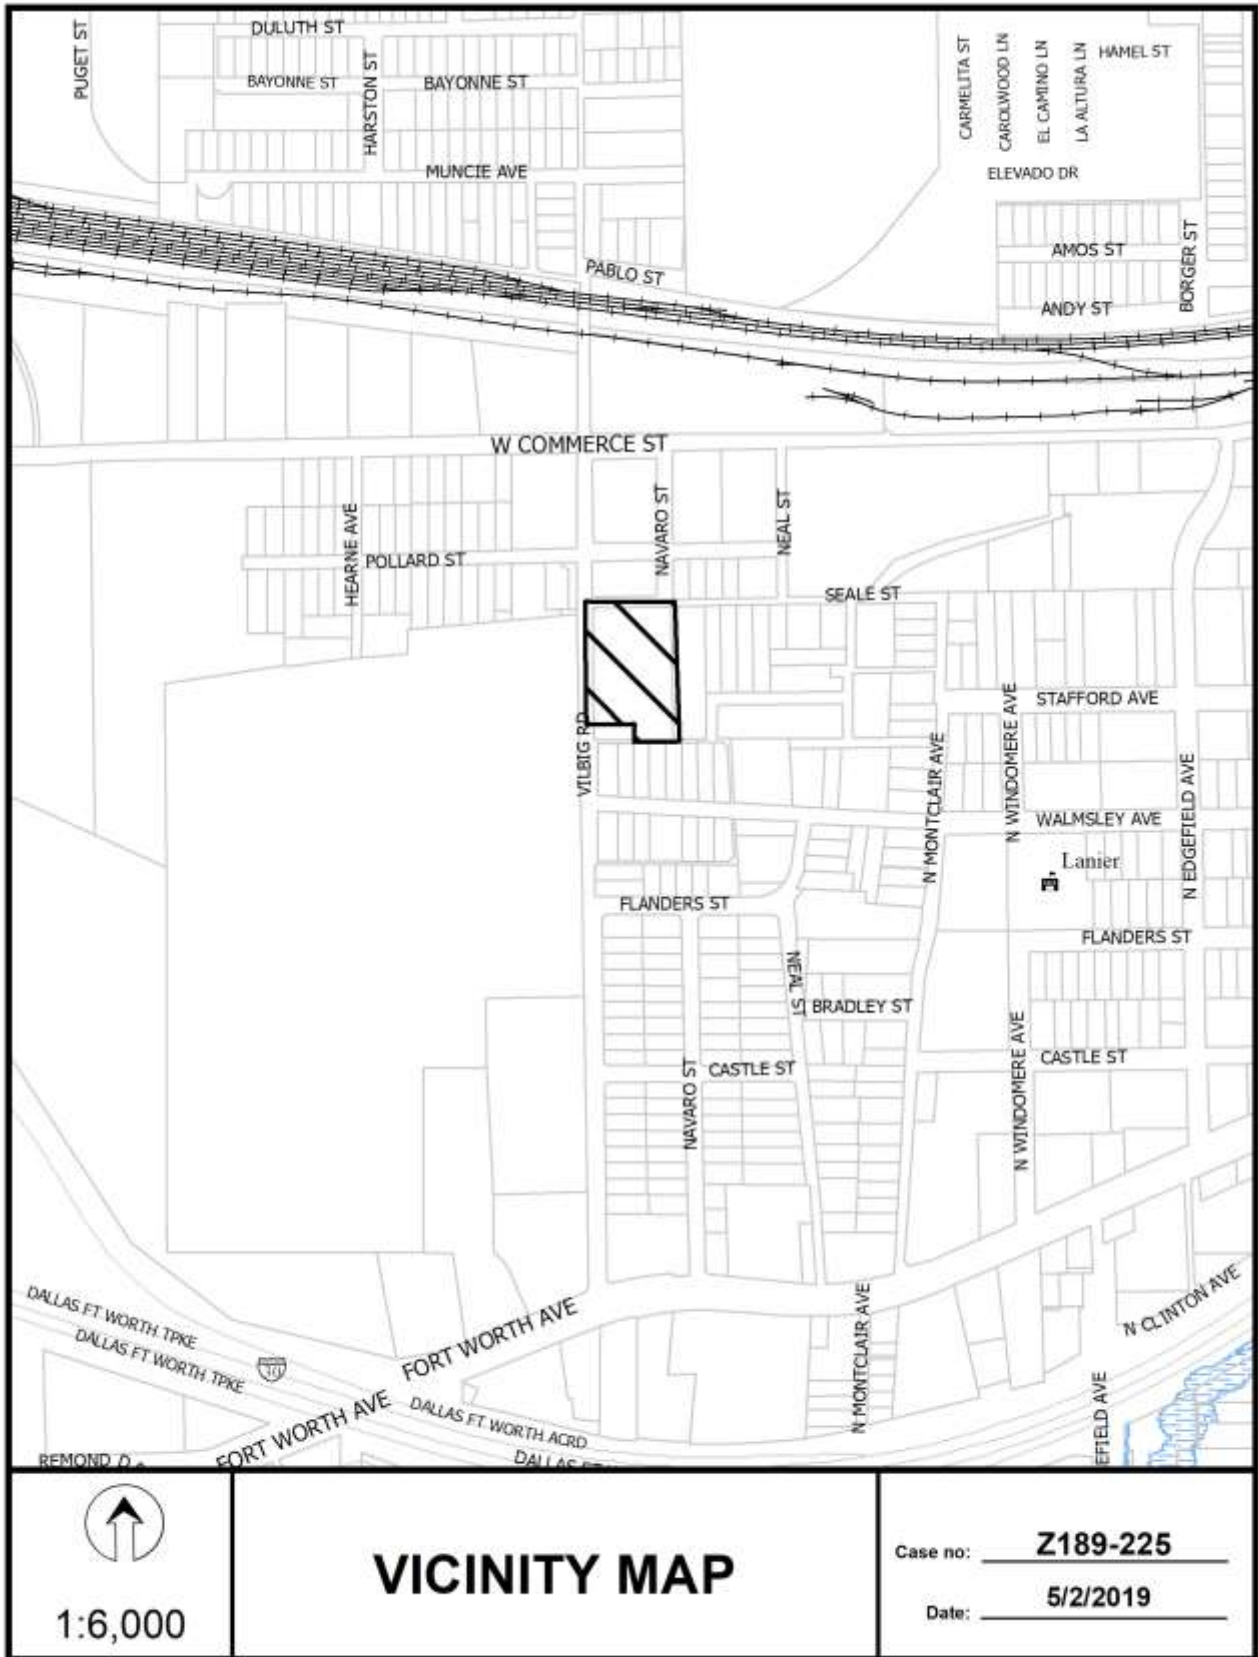 PUGET ST
DULUTH ST
BAYONNE ST
BAYONNE ST
HARSTON ST
MUNCIE AVE
CARMELITA ST
CAROLWOOD LN
EL CAMINO LN
LA ALTURA LN
HAMEL ST
ELEVADO DR
AMOS ST
BORGER ST
PABLO ST
ANDY ST
W COMMERCE ST
NAVARO ST
NEAL ST
HEARNE AVE
POLLARD ST
SEALE ST
STAFFORD AVE
VILBIG RD
N MONTCLAIR AVE
N WINDOMERE AVE
N EDGEFIELD AVE
WALMSLEY AVE
Lanier
FLANDERS ST
FLANDERS ST
NEAL ST
BRADLEY ST
N WINDOMERE AVE
CASTLE ST
CASTLE ST
NAVARO ST
DALLAS FT WORTH TPKE
DALLAS FT WORTH TPKE
30
FORT WORTH AVE
FORT WORTH AVE
DALLAS FT WORTH ACRD
N MONTCLAIR AVE
N CLINTON AVE
EFIELD AVE
REMOND D
DALLAS
1:6,000
VICINITY MAP
Case no: Z189-225
Date: 5/2/2019